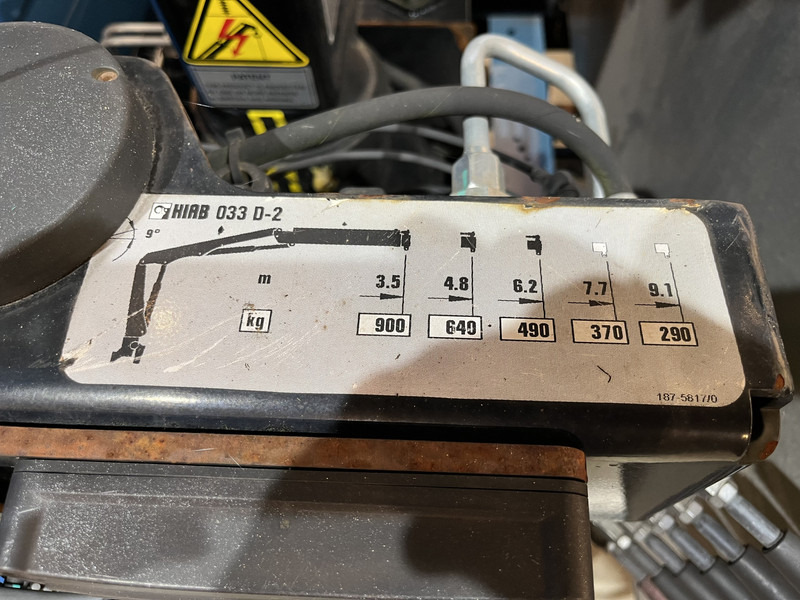 HIAB 033 D-2
9°
m 3.5 4.8 6.2 7.7 9.1
kg 900 640 490 370 290
187-5817/0